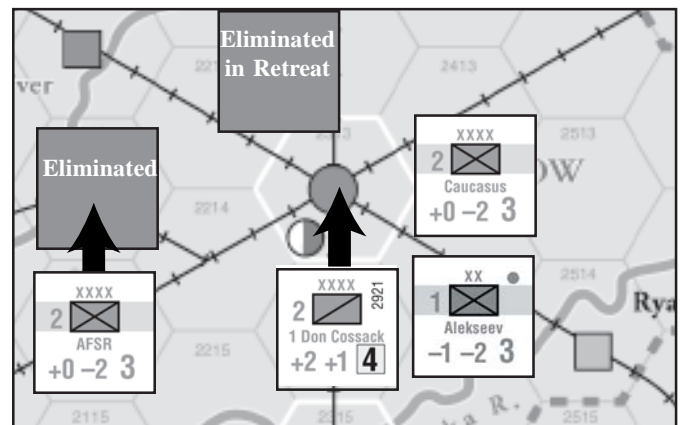 Eliminated
in Retreat
2413
ver
XXXX
2
Caucasus
+0 –2 3
2513
OW
Eliminated
2214
XXXX
2
AFSR
+0 –2 3
XXXX
2
2921
1 Don Cossack
+2 +1 4
XX
1
Alekseev
–1 –2 3
2514
Rya
2215
2115
2515
R.